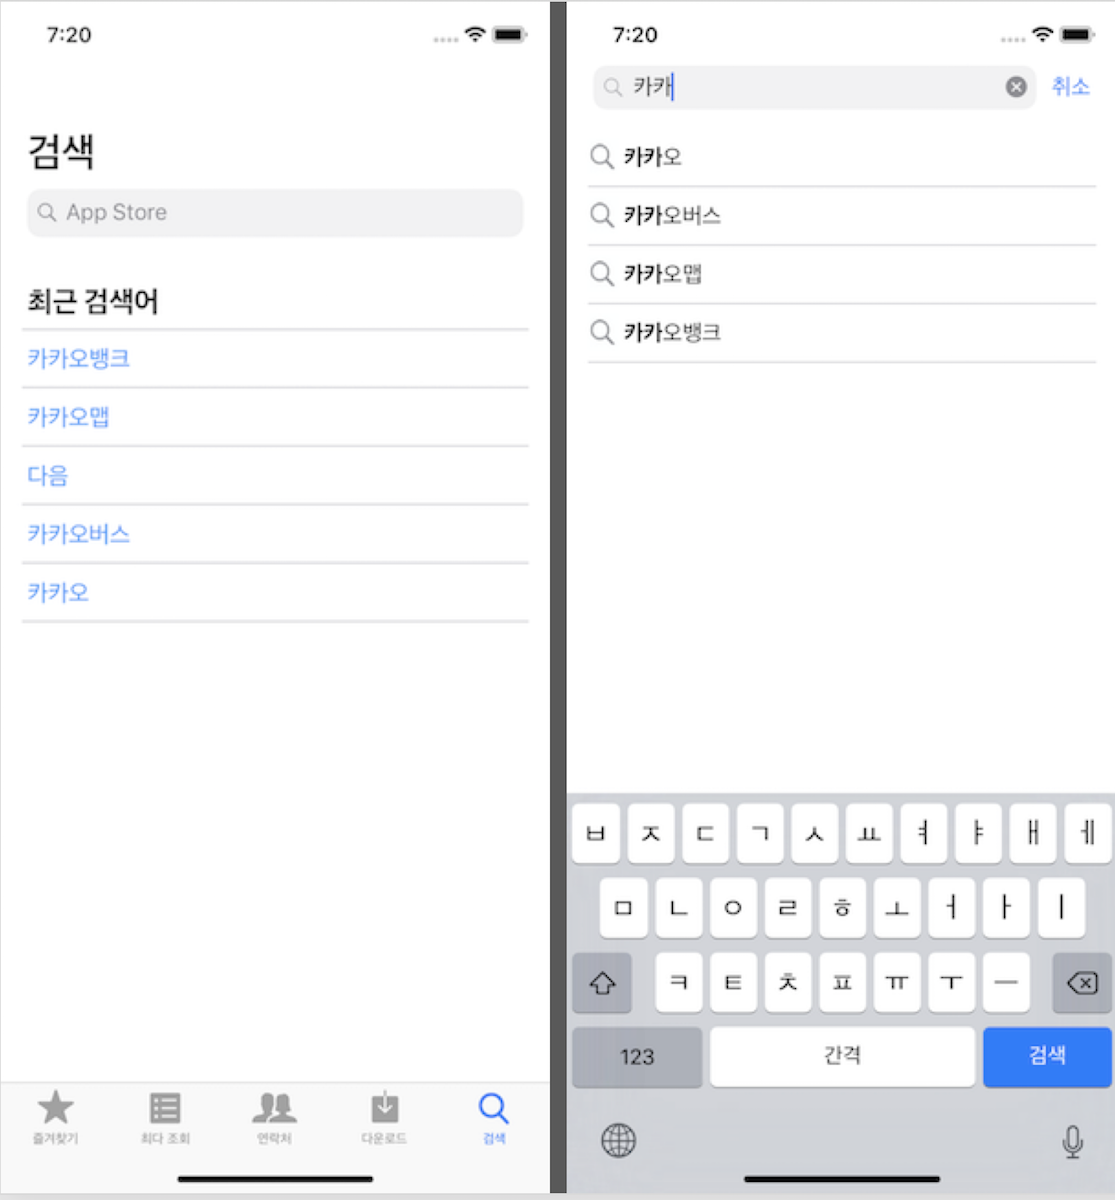 7:20
검색
App Store
최근 검색어
카카오뱅크
카카오맵
다음
카카오버스
카카오
즐겨찾기 최다 조회 연락처 다운로드 검색
7:20
카카 취소
카카오
카카오버스
카카오맵
카카오뱅크
ㅂ ㅈ ㄷ ㄱ ㅅ ㅛ ㅕ ㅑ ㅐ ㅔ
ㅁ ㄴ ㅇ ㄹ ㅎ ㅗ ㅓ ㅏ ㅣ
ㅋ ㅌ ㅊ ㅍ ㅠ ㅜ ㅡ
123 간격 검색